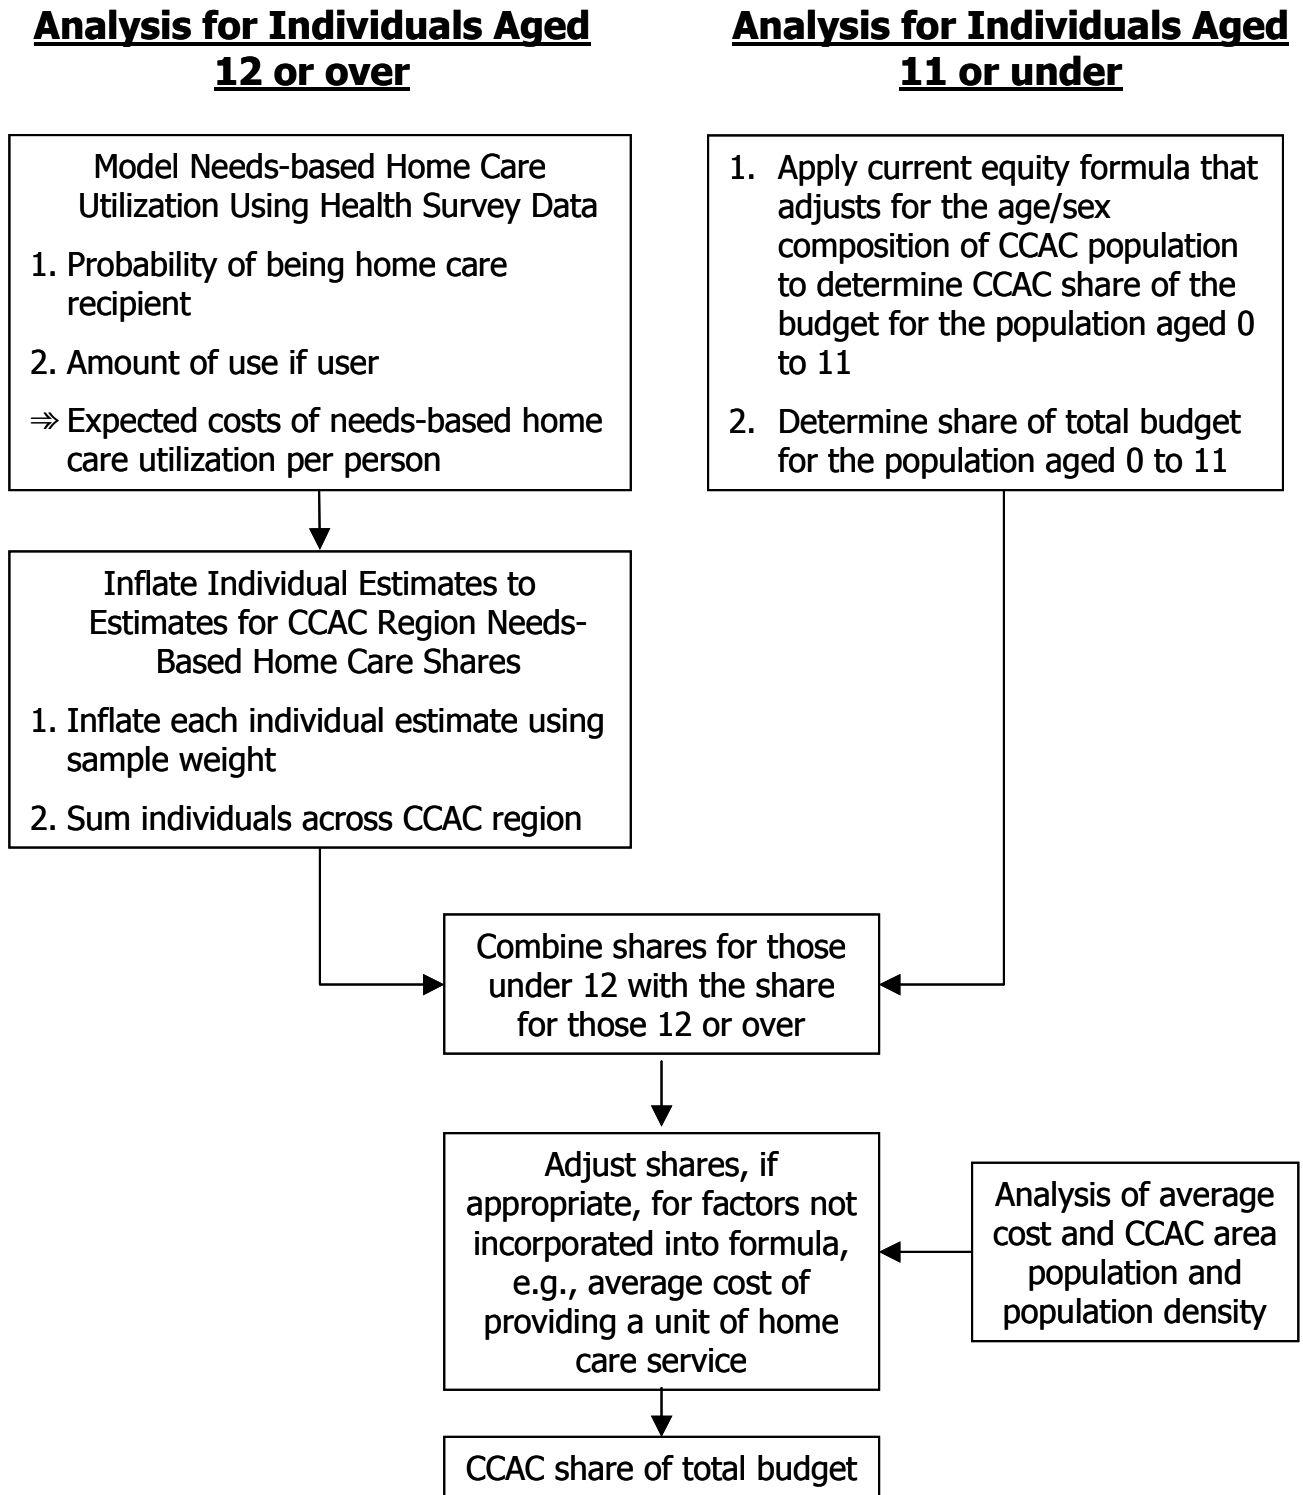 Analysis for Individuals Aged
12 or over
Analysis for Individuals Aged
11 or under
Model Needs-based Home Care
Utilization Using Health Survey Data
1. Probability of being home care
recipient
2. Amount of use if user
⇒ Expected costs of needs-based home
care utilization per person
1. Apply current equity formula that
adjusts for the age/sex
composition of CCAC population
to determine CCAC share of the
budget for the population aged 0
to 11
2. Determine share of total budget
for the population aged 0 to 11
Inflate Individual Estimates to
Estimates for CCAC Region Needs-
Based Home Care Shares
1. Inflate each individual estimate using
sample weight
2. Sum individuals across CCAC region
Combine shares for those
under 12 with the share
for those 12 or over
Adjust shares, if
appropriate, for factors not
incorporated into formula,
e.g., average cost of
providing a unit of home
care service
Analysis of average
cost and CCAC area
population and
population density
CCAC share of total budget